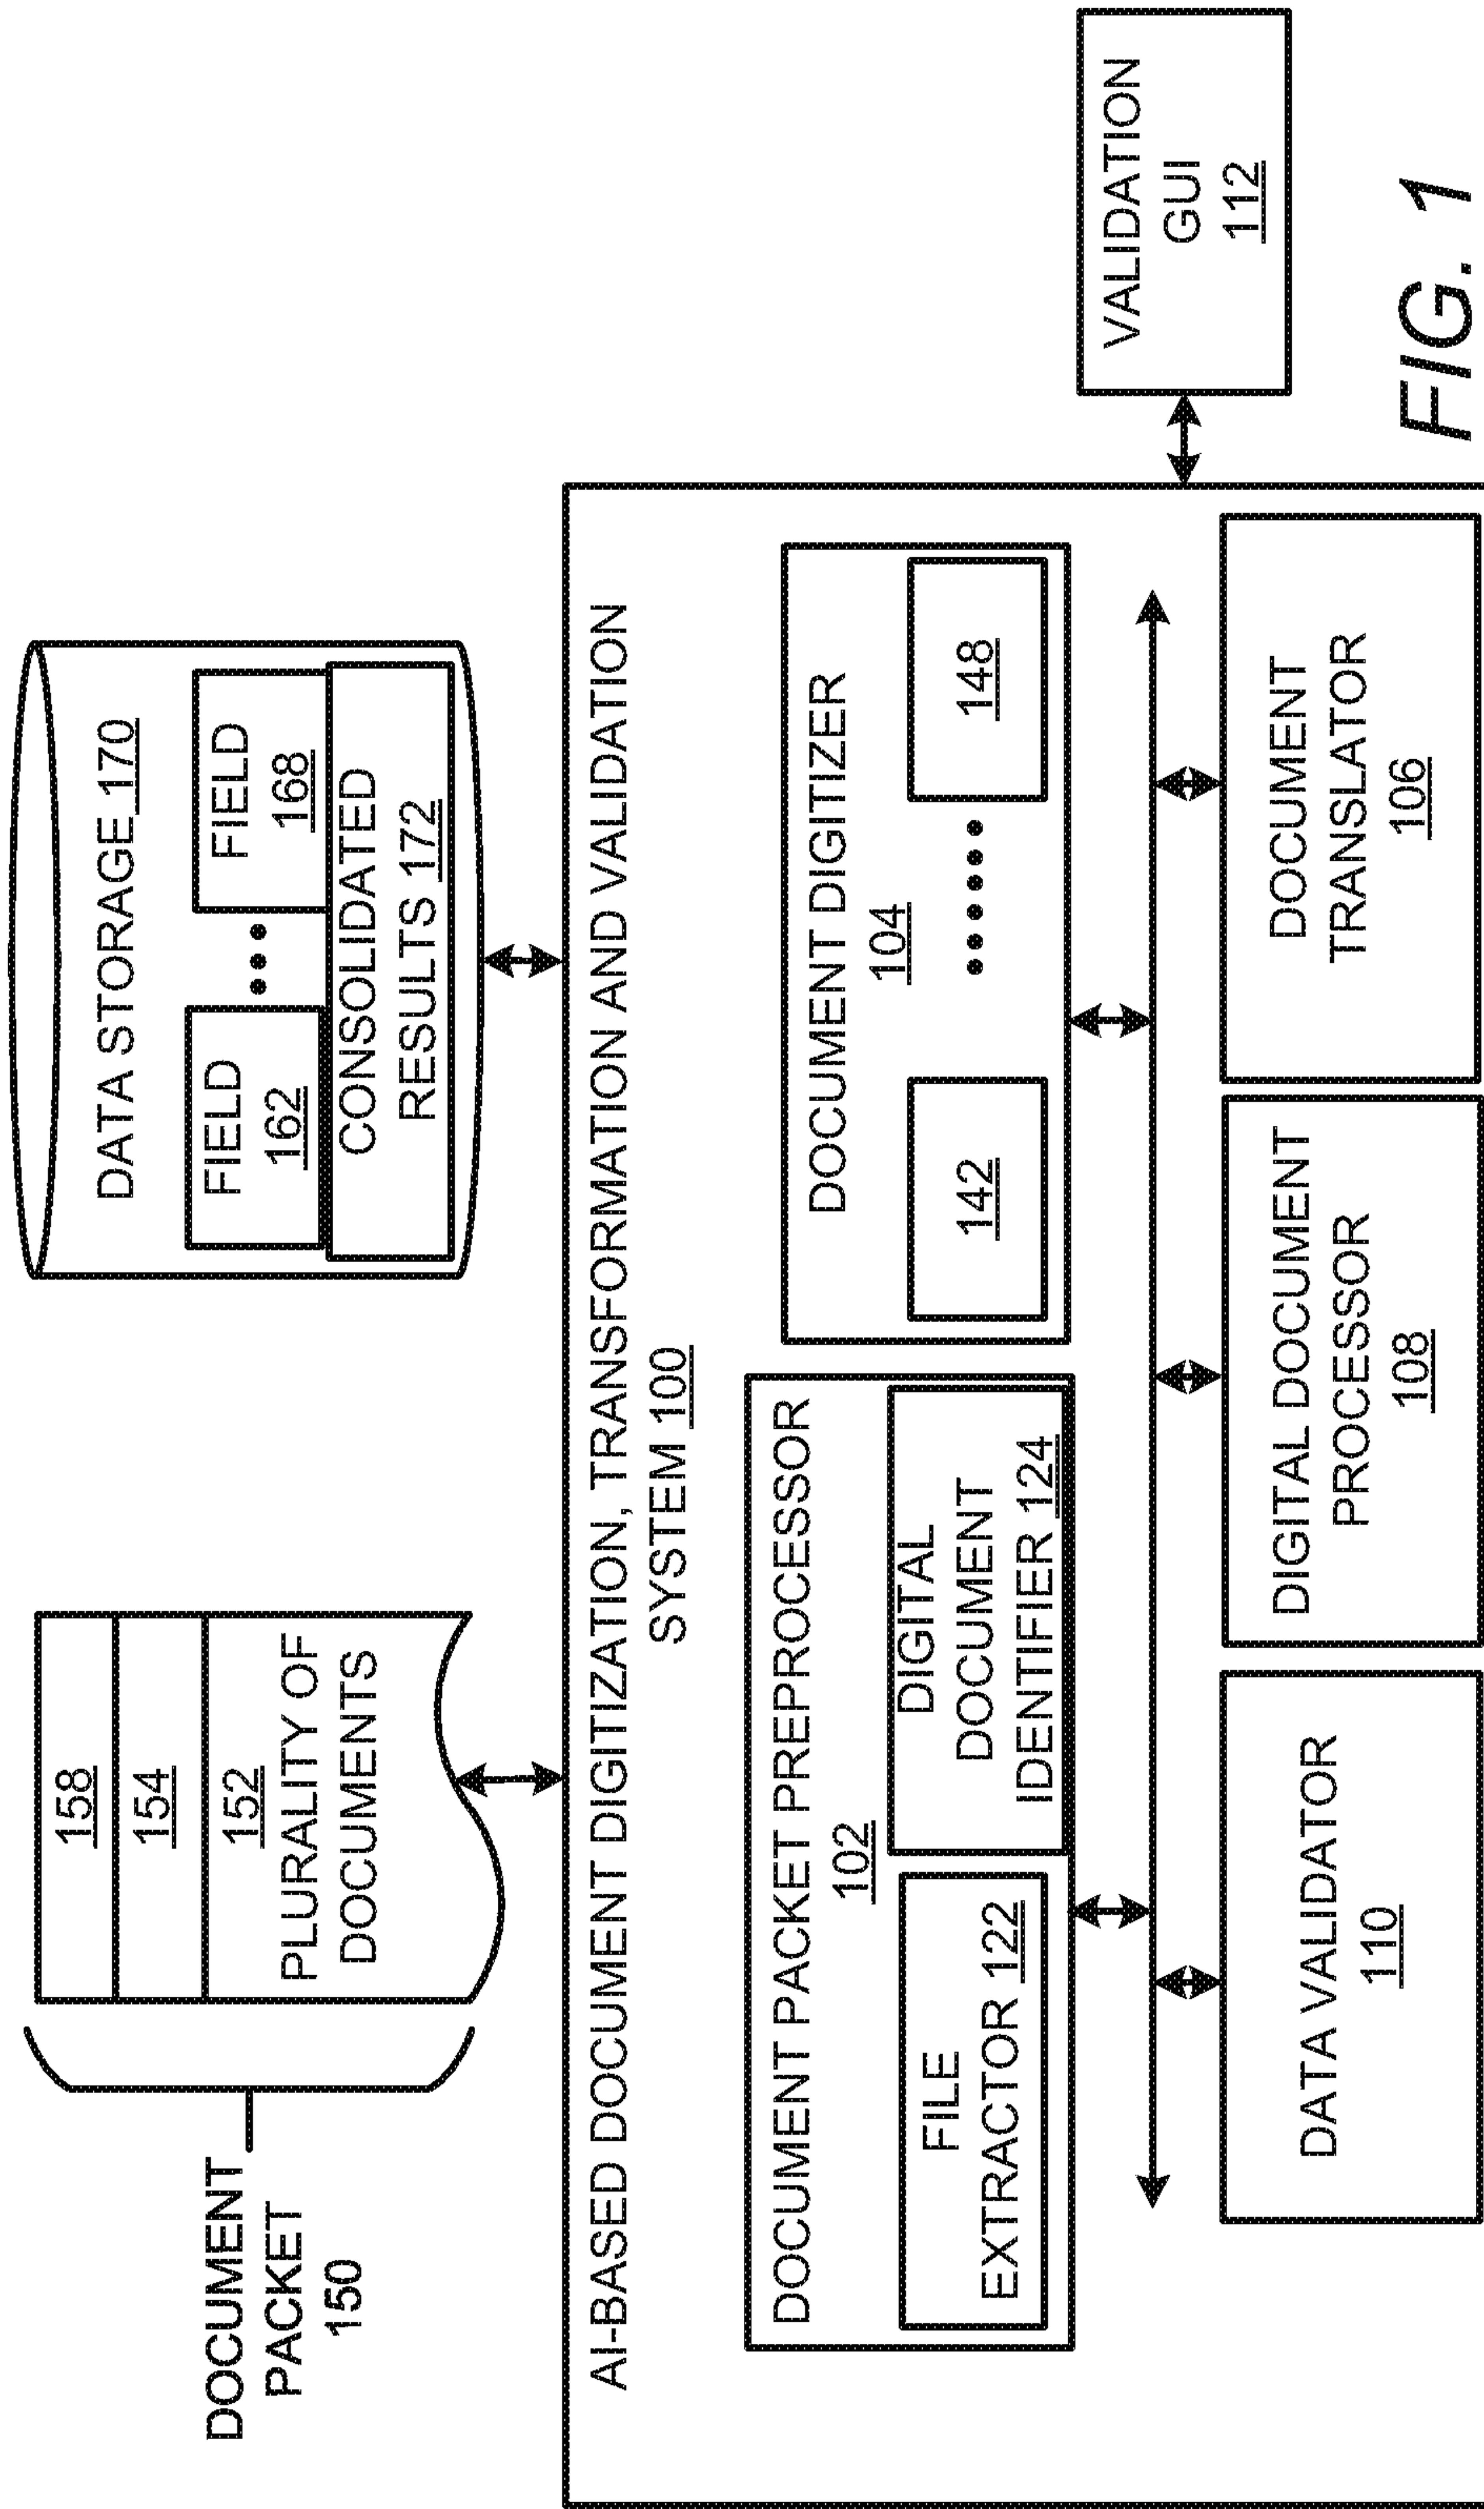 DOCUMENT
PACKET
150
158
154
152
PLURALITY OF
DOCUMENTS
DATA STORAGE 170
FIELD
162
FIELD
168
CONSOLIDATED
RESULTS 172
AI-BASED DOCUMENT DIGITIZATION, TRANSFORMATION AND VALIDATION
SYSTEM 100
DOCUMENT PACKET PREPROCESSOR
102
FILE
EXTRACTOR 122
DIGITAL
DOCUMENT
IDENTIFIER 124
DOCUMENT DIGITIZER
104
142
148
DATA VALIDATOR
110
DIGITAL DOCUMENT
PROCESSOR
108
DOCUMENT
TRANSLATOR
106
VALIDATION
GUI
112
FIG. 1